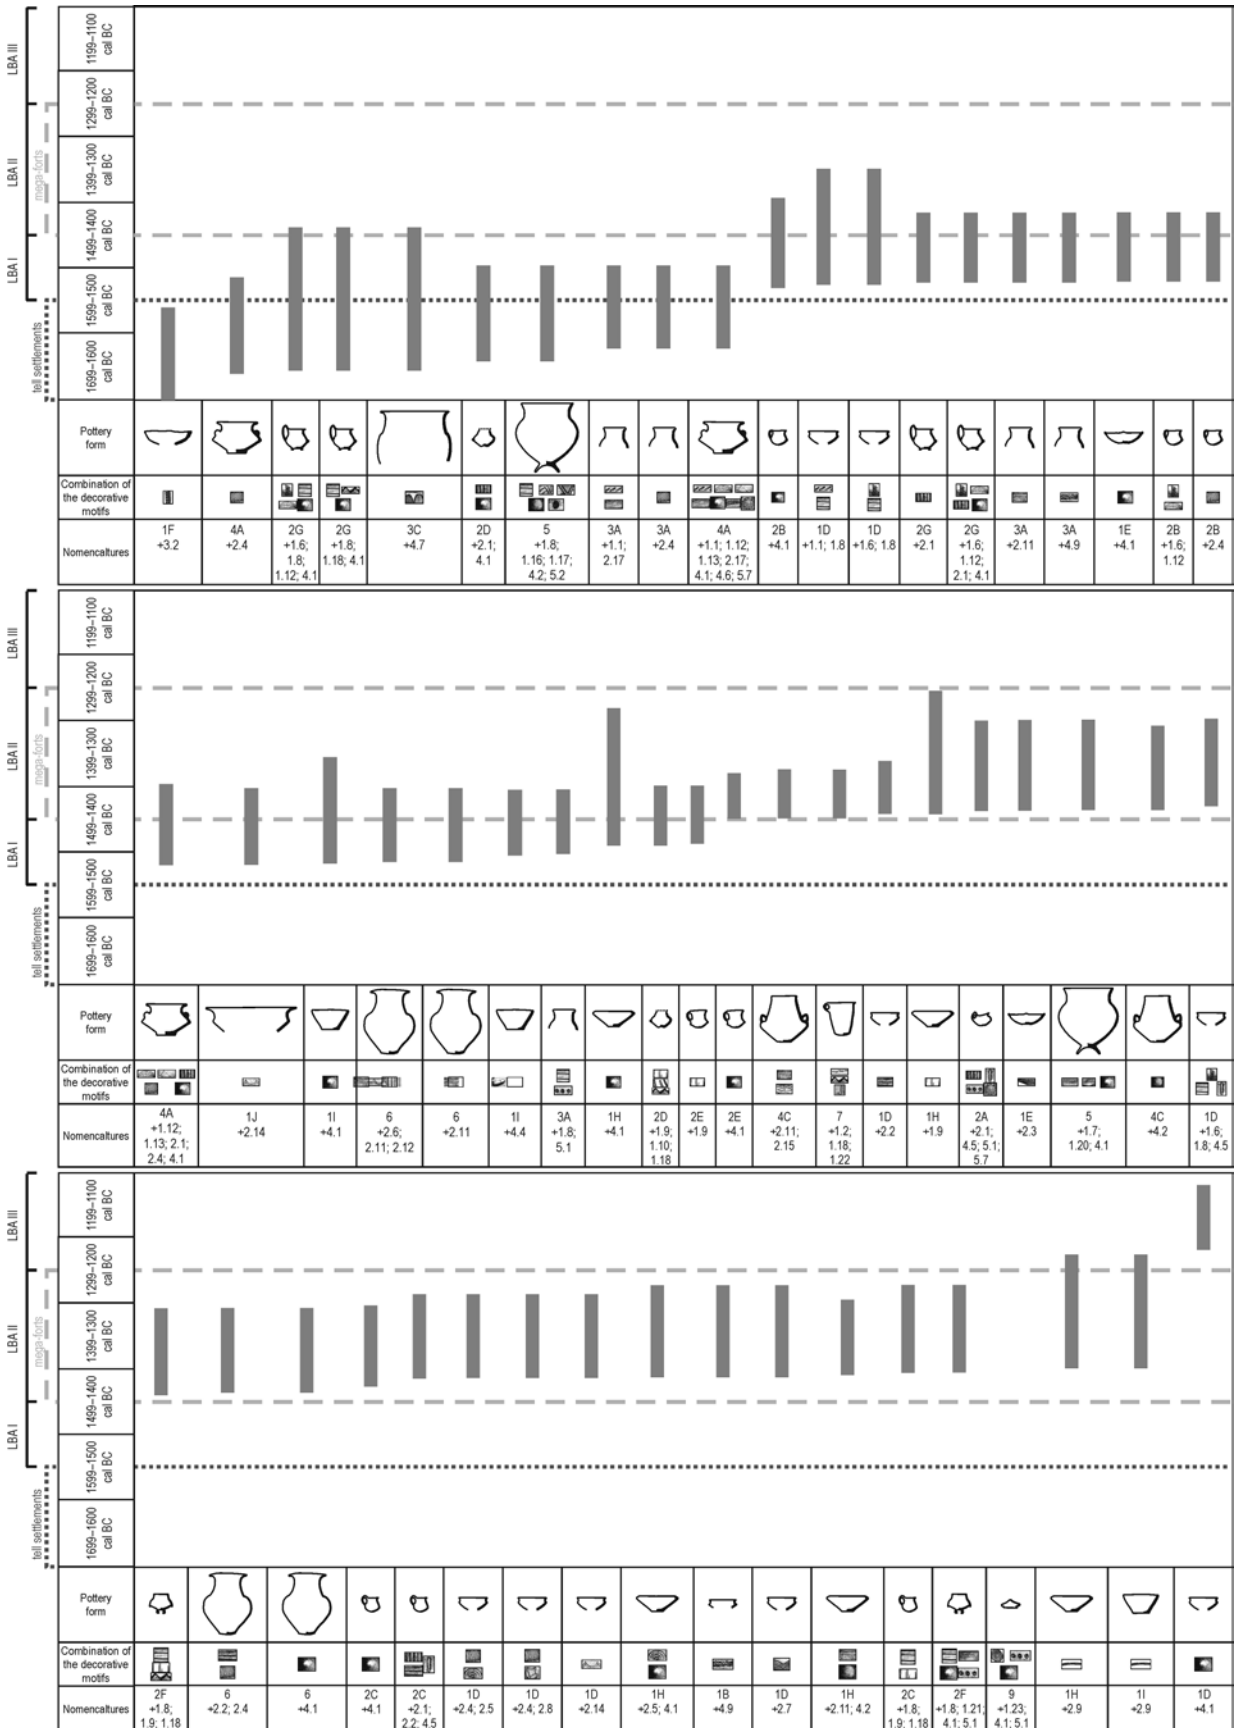 LBA III
LBA II
LBA I
mega-forts
tell settlements
1199–1100
cal BC
1299–1200
cal BC
1399–1300
cal BC
1499–1400
cal BC
1599–1500
cal BC
1699–1600
cal BC
Pottery
form
Combination of
the decorative
motifs
Nomencaltures
1F
+3.2
4A
+2.4
2G
+1.6;
1.8;
1.12; 4.1
2G
+1.8;
1.18; 4.1
3C
+4.7
2D
+2.1;
4.1
5
+1.8;
1.16; 1.17;
4.2; 5.2
3A
+1.1;
2.17
3A
+2.4
4A
+1.1; 1.12;
1.13; 2.17;
4.1; 4.6; 5.7
2B
+4.1
1D
+1.1; 1.8
1D
+1.6; 1.8
2G
+2.1
2G
+1.6;
1.12;
2.1; 4.1
3A
+2.11
3A
+4.9
1E
+4.1
2B
+1.6;
1.12
2B
+2.4
LBA III
LBA II
LBA I
mega-forts
tell settlements
1199–1100
cal BC
1299–1200
cal BC
1399–1300
cal BC
1499–1400
cal BC
1599–1500
cal BC
1699–1600
cal BC
Pottery
form
Combination of
the decorative
motifs
Nomencaltures
4A
+1.12;
1.13; 2.1;
2.4; 4.1
1J
+2.14
1I
+4.1
6
+2.6;
2.11; 2.12
6
+2.11
1I
+4.4
3A
+1.8;
5.1
1H
+4.1
2D
+1.9;
1.10;
1.18
2E
+1.9
2E
+4.1
4C
+2.11;
2.15
7
+1.2;
1.18;
1.22
1D
+2.2
1H
+1.9
2A
+2.1;
4.5; 5.1;
5.7
1E
+2.3
5
+1.7;
1.20; 4.1
4C
+4.2
1D
+1.6;
1.8; 4.5
LBA III
LBA II
LBA I
mega-forts
tell settlements
1199–1100
cal BC
1299–1200
cal BC
1399–1300
cal BC
1499–1400
cal BC
1599–1500
cal BC
1699–1600
cal BC
Pottery
form
Combination of
the decorative
motifs
Nomencaltures
2F
+1.8;
1.9; 1.18
6
+2.2; 2.4
6
+4.1
2C
+4.1
2C
+2.1;
2.2; 4.5
1D
+2.4; 2.5
1D
+2.4; 2.8
1D
+2.14
1H
+2.5; 4.1
1B
+4.9
1D
+2.7
1H
+2.11; 4.2
2C
+1.8;
1.9; 1.18
2F
+1.8; 1.21;
4.1; 5.1
9
+1.23;
4.1; 5.1
1H
+2.9
1I
+2.9
1D
+4.1